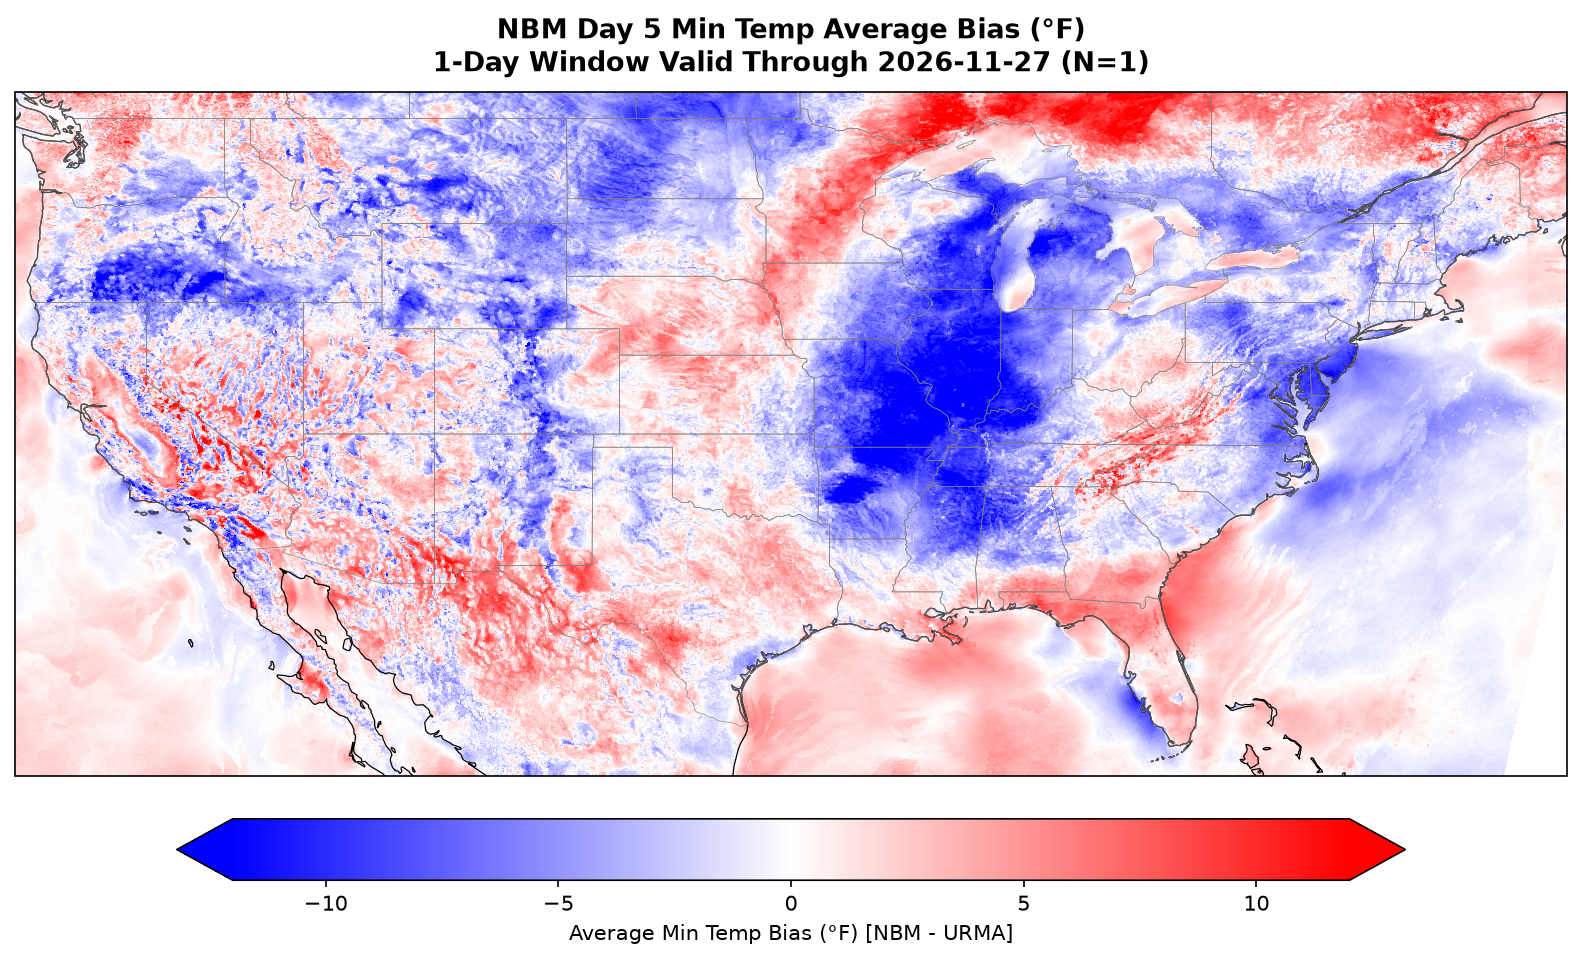 NBM Day 5 Min Temp Average Bias (°F)
1-Day Window Valid Through 2026-11-27 (N=1)
−10 −5 0 5 10
Average Min Temp Bias (°F) [NBM - URMA]